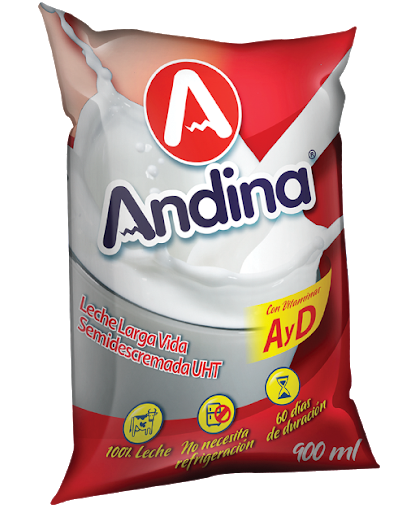 A
Andina®
Leche Larga Vida
Semidescremada UHT
Con Vitaminas
A y D
100% Leche
No necesita
refrigeración
60 días
de duración
900 ml